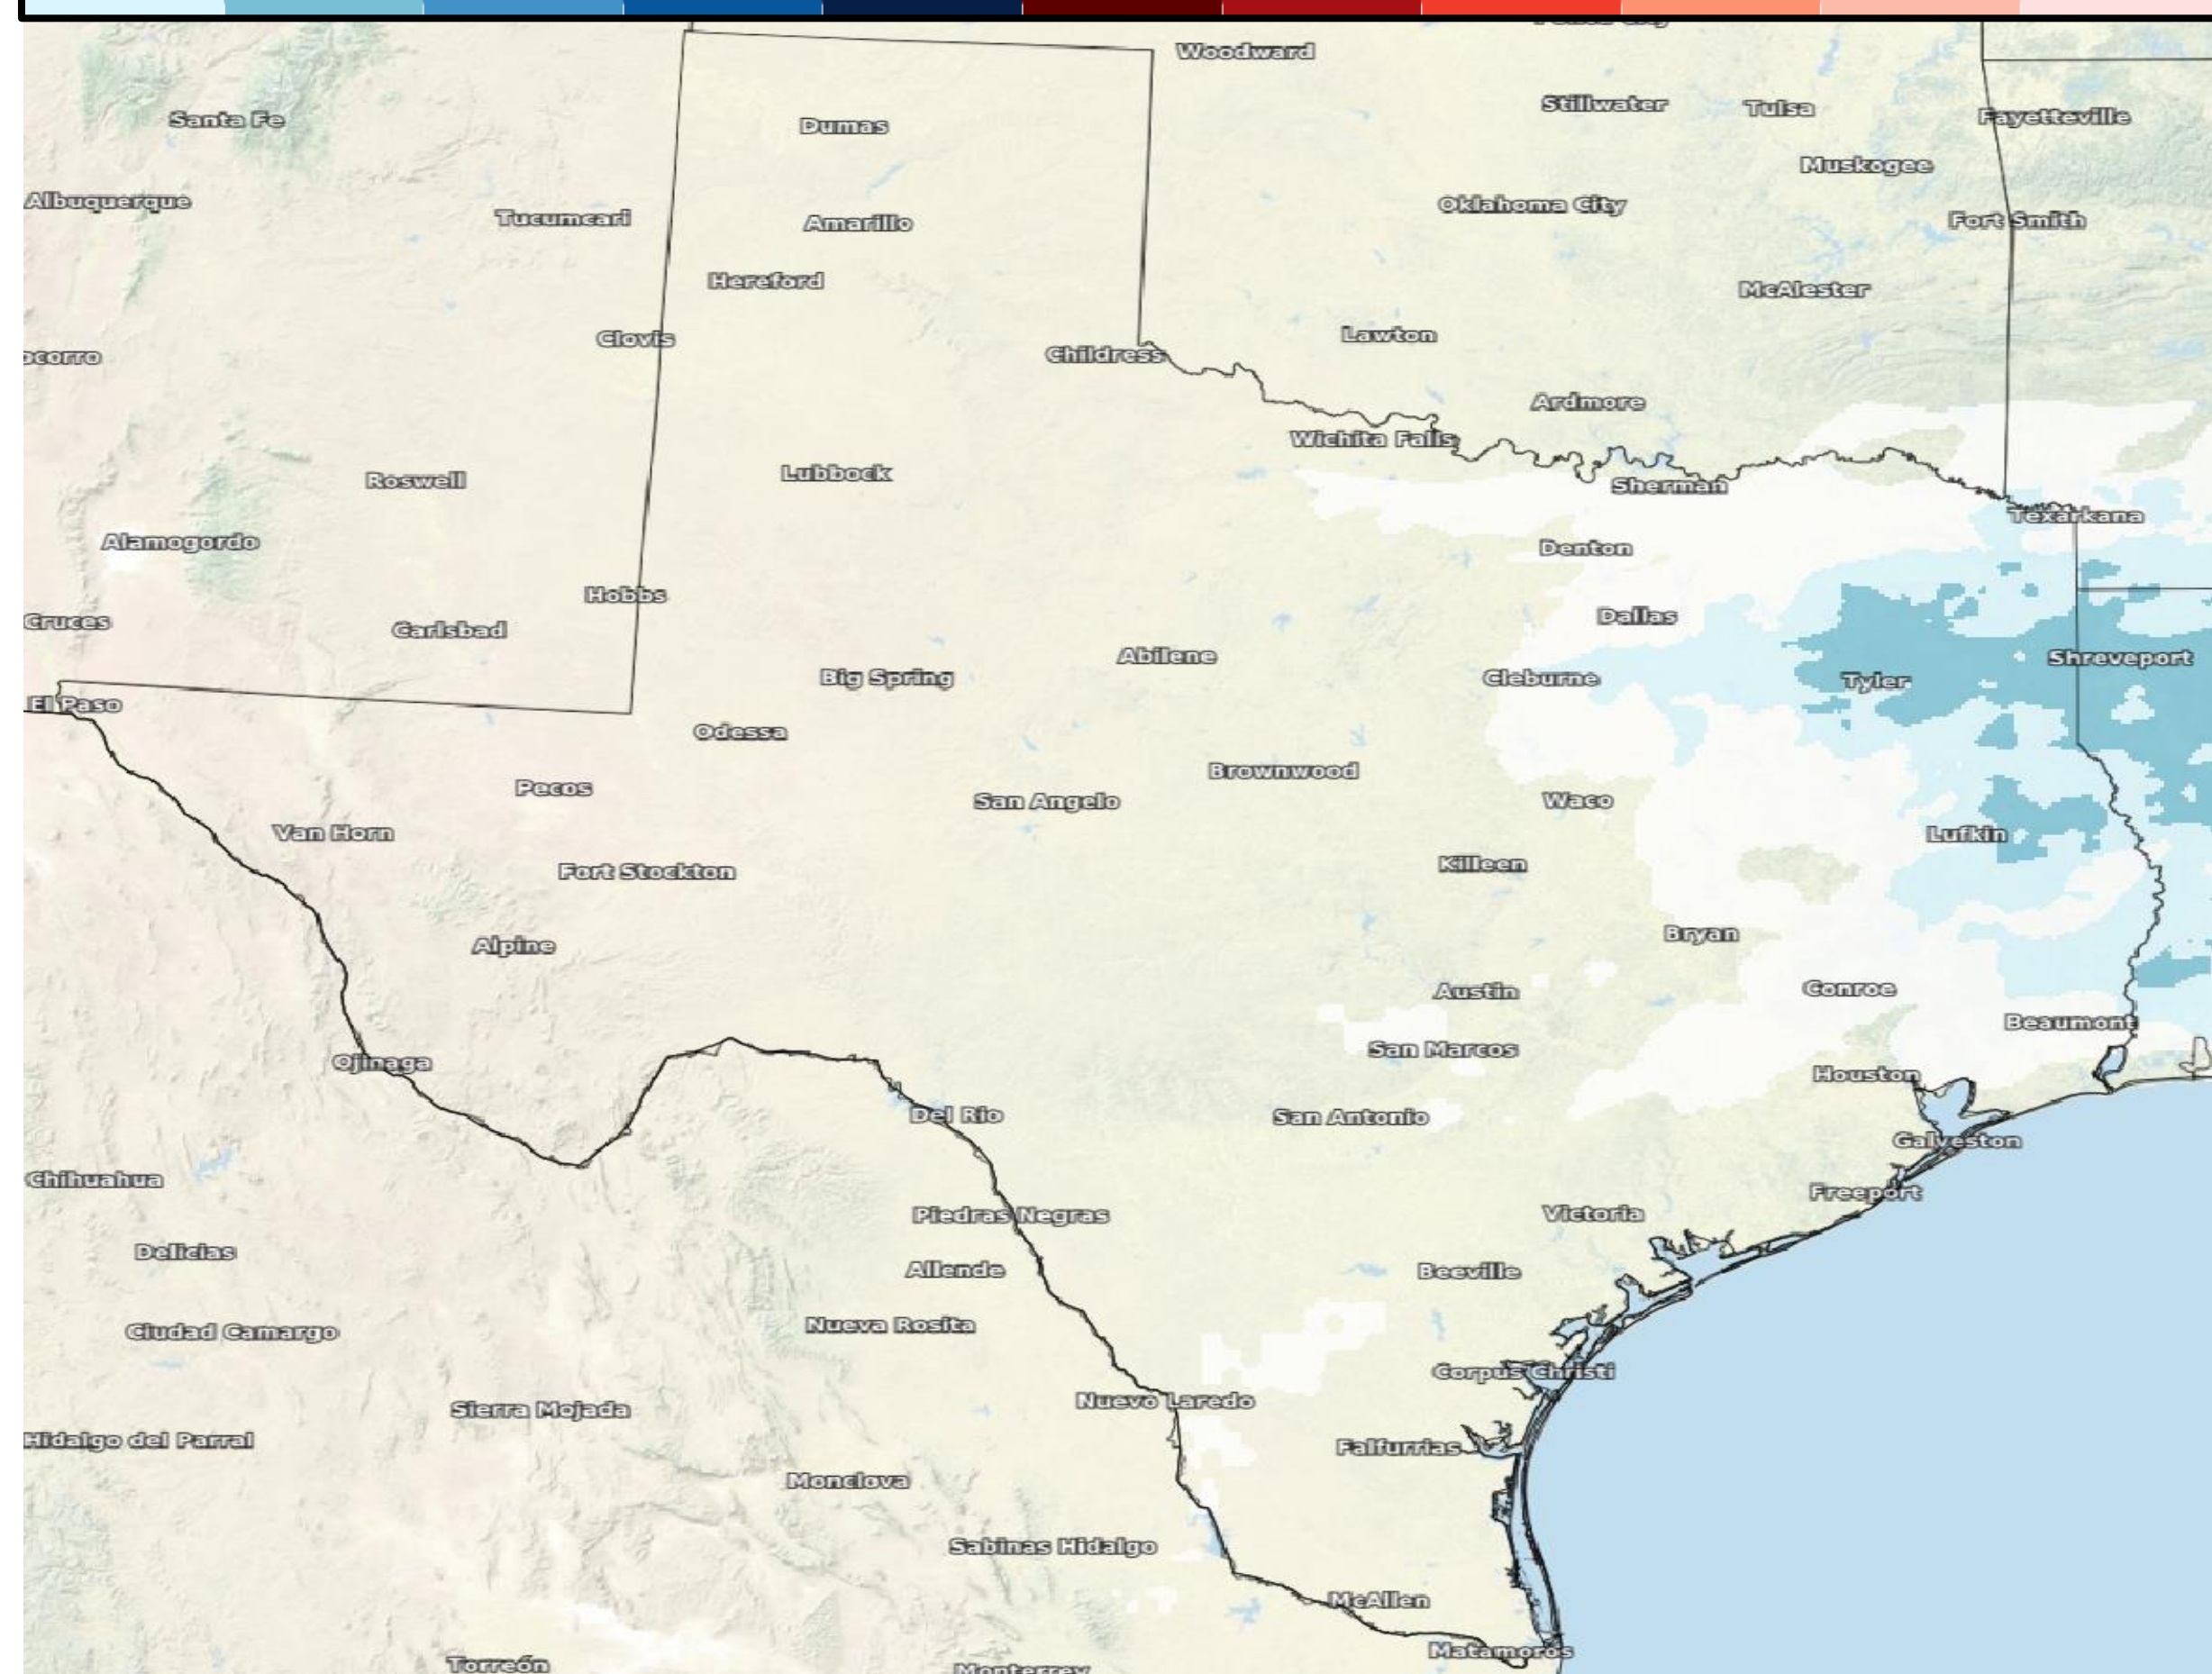 Woodward
Stillwater
Tulsa
Fayetteville
Santa Fe
Dumas
Muskogee
Albuquerque
Tucumcari
Amarillo
Oklahoma City
Fort Smith
Hereford
McAlester
Clovis
Childress
Lawton
ocorro
Ardmore
Wichita Falls
Roswell
Lubbock
Sherman
Texarkana
Alamogordo
Denton
Hobbs
Cruces
Carlsbad
Dallas
Abilene
Shreveport
Big Spring
Cleburne
Tyler
El Paso
Odessa
Brownwood
Pecos
San Angelo
Waco
Van Horn
Lufkin
Fort Stockton
Killeen
Alpine
Bryan
Austin
Conroe
Beaumont
San Marcos
Ojinaga
Houston
Del Rio
San Antonio
Galveston
Chihuahua
Freeport
Piedras Negras
Victoria
Delicias
Allende
Beeville
Nueva Rosita
Ciudad Camargo
Corpus Christi
Nuevo Laredo
Sierra Mojada
Hidalgo del Parral
Falfurrias
Monclova
Sabinas Hidalgo
McAllen
Matamoros
Torreón
Monterrey